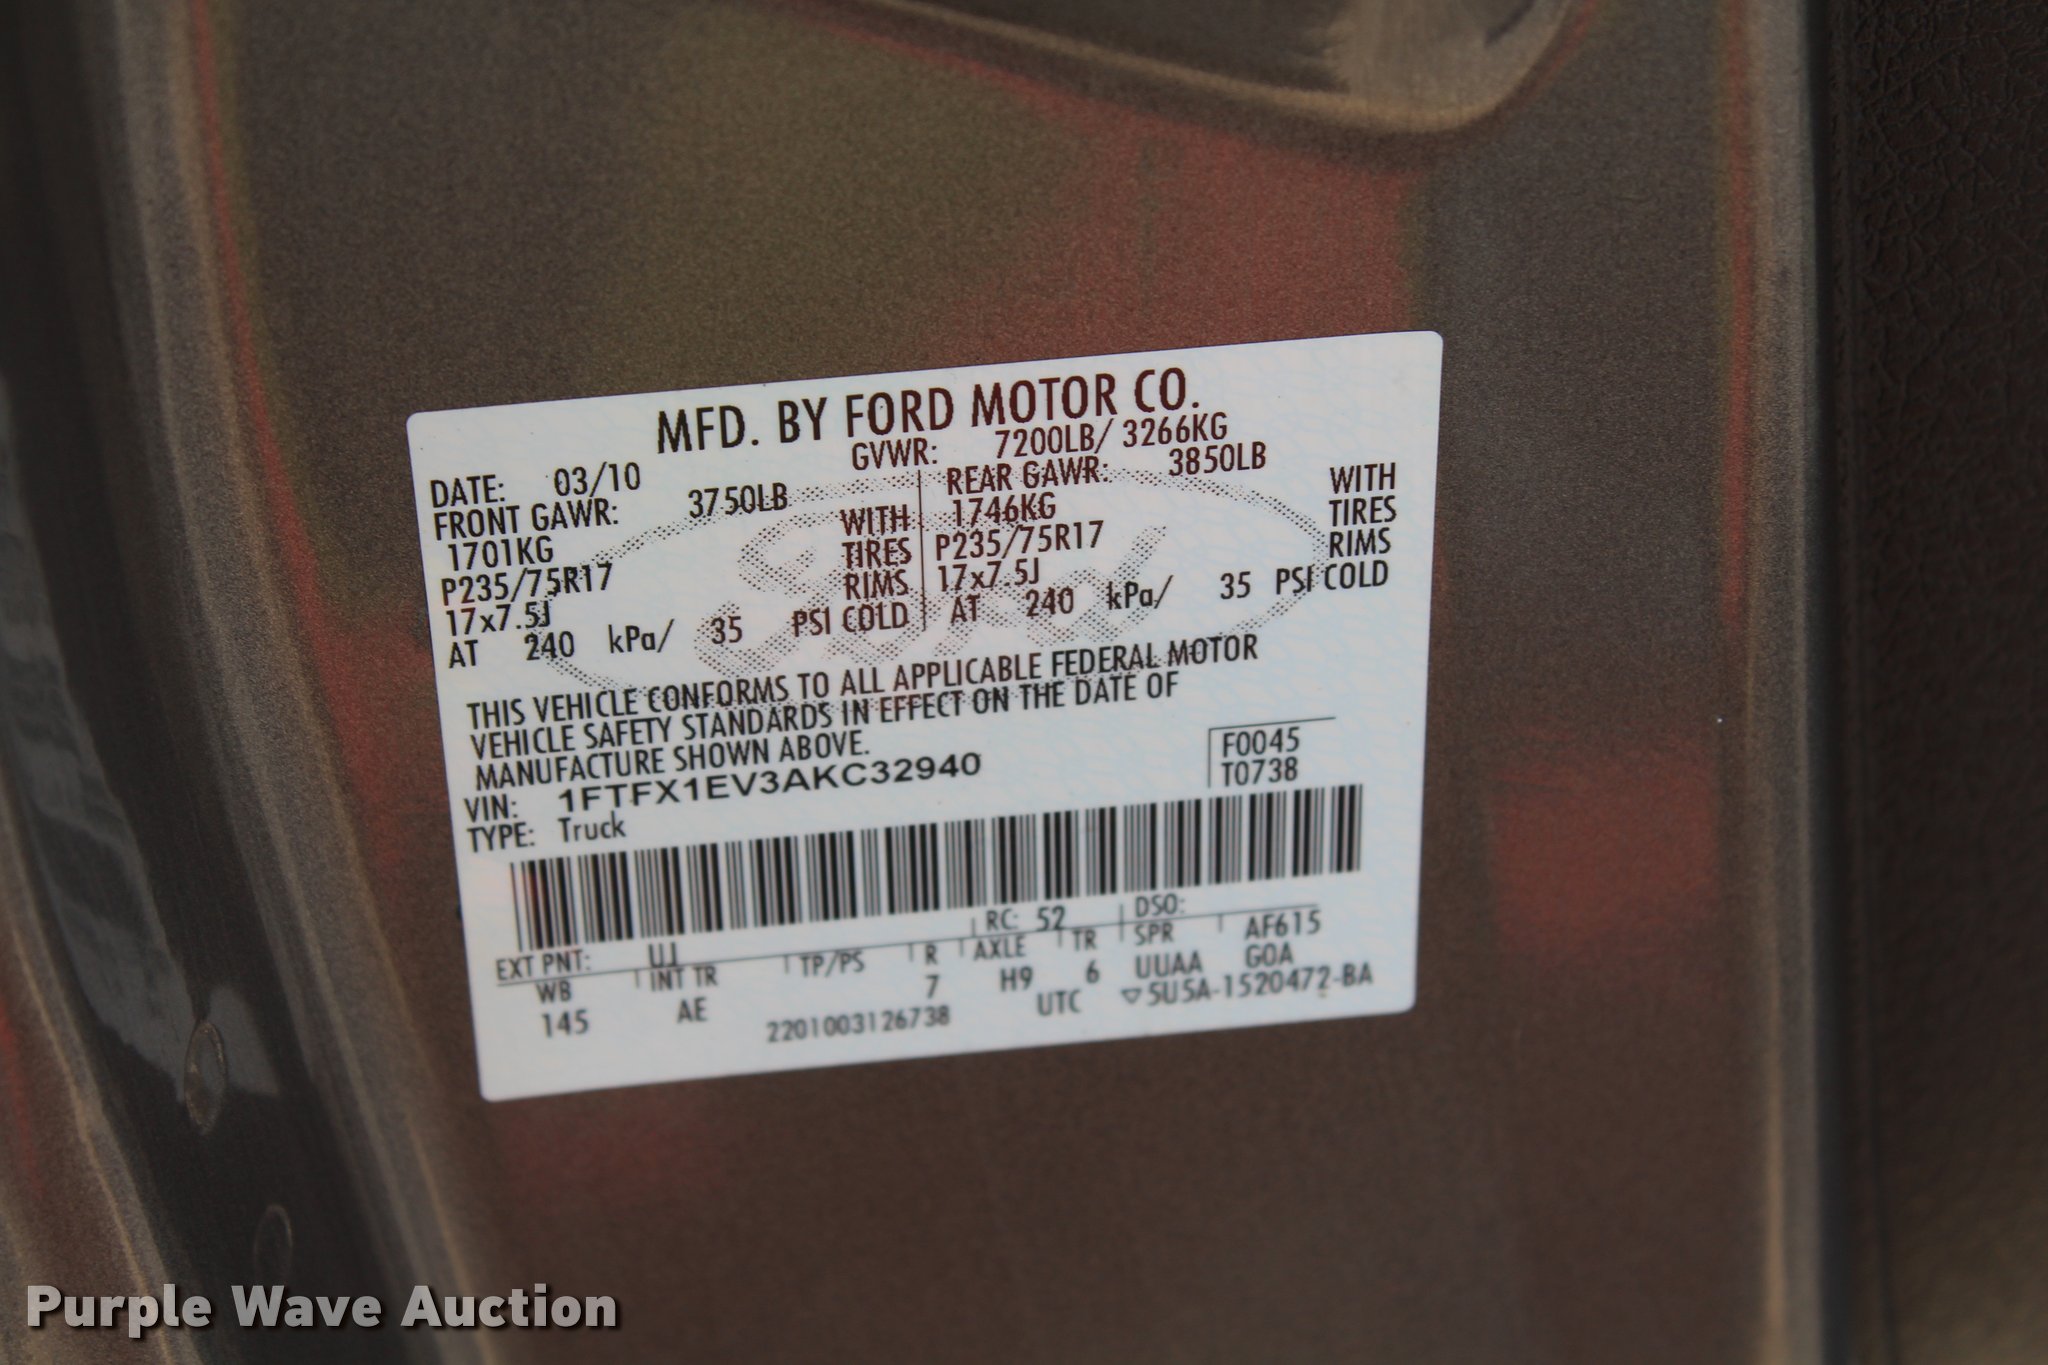 MFD. BY FORD MOTOR CO.
DATE: 03/10 GVWR: 7200LB/ 3266KG
FRONT GAWR: 3750LB REAR GAWR: 3850LB
1701KG WITH 1746KG WITH
P235/75R17 TIRES P235/75R17 TIRES
17x7.5J RIMS 17x7.5J RIMS
AT 240 kPa/ 35 PSI COLD AT 240 kPa/ 35 PSI COLD
Ford
THIS VEHICLE CONFORMS TO ALL APPLICABLE FEDERAL MOTOR
VEHICLE SAFETY STANDARDS IN EFFECT ON THE DATE OF
MANUFACTURE SHOWN ABOVE.
VIN: 1FTFX1EV3AKC32940
F0045
T0738
TYPE: Truck
EXT PNT: UJ RC: 52 DSO:
WB INT TR TP/PS R AXLE TR SPR AF615
145 AE 7 H9 6 UUAA GOA
2201003126738 UTC ▽5U5A-1520472-BA
Purple Wave Auction